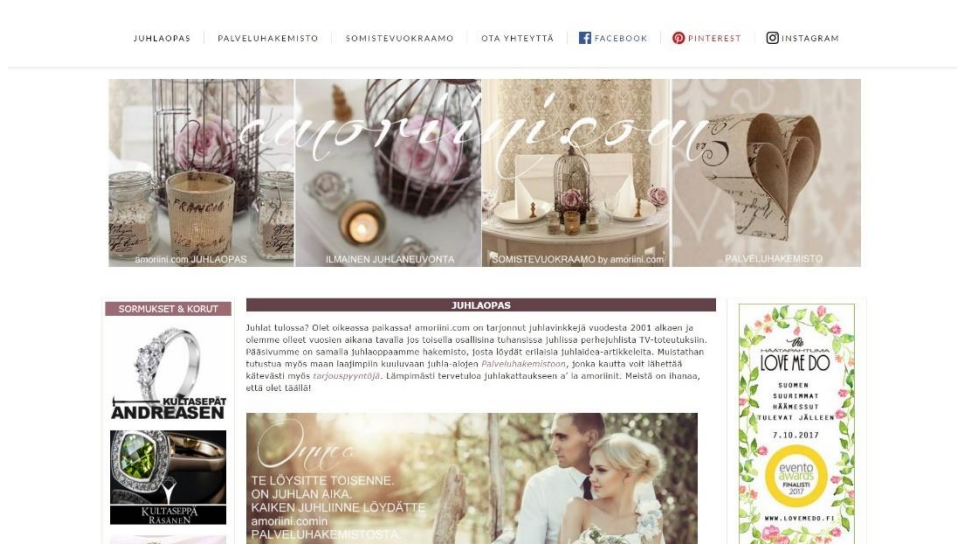 JUHLAOPAS PALVELUHAKEMISTO SOMISTEVUOKRAAMO OTA YHTEYTTÄ FACEBOOK PINTEREST INSTAGRAM
amoriini.com
amoriini.com JUHLAOPAS
ILMAINEN JUHLANEUVONTA
SOMISTEVUOKRAAMO by amoriini.com
PALVELUHAKEMISTO
SORMUKSET & KORUT
KULTASEPÄT
ANDREASEN
KULTASEPPÄ
RÄSÄNEN
JUHLAOPAS
Juhlat tulossa? Olet oikeassa paikassa! amoriini.com on tarjonnut juhlavinkkejä vuodesta 2001 alkaen ja
olemme olleet vuosien aikana tavalla jos toisella osallisina tuhansissa juhlissa perhejuhlista TV-toteutuksiin.
Pääsivumme on samalla juhlaoppaamme hakemisto, josta löydät erilaisia juhlaidea-artikkeleita. Muistathan
tutustua myös maan laajimpiin kuuluvaan juhla-alojen Palveluhakemistoon, jonka kautta voit lähettää
kätevästi myös tarjouspyyntöjä. Lämpimästi tervetuloa juhlakattaukseen a' la amoriinit. Meistä on ihanaa,
että olet täällä!
Onnea
TE LÖYSITTE TOISENNE.
ON JUHLAN AIKA.
KAIKEN JUHLIINNE LÖYDÄTTE
amoriini.comin
PALVELUHAKEMISTOSTA
the
HÄÄTAPAHTUMA
LOVE ME DO
SUOMEN
SUURIMMAT
HÄÄMESSUT
TULEVAT JÄLLEEN
7.10.2017
evento
awards
FINALISTI
2017
WWW.LOVEMEDO.FI